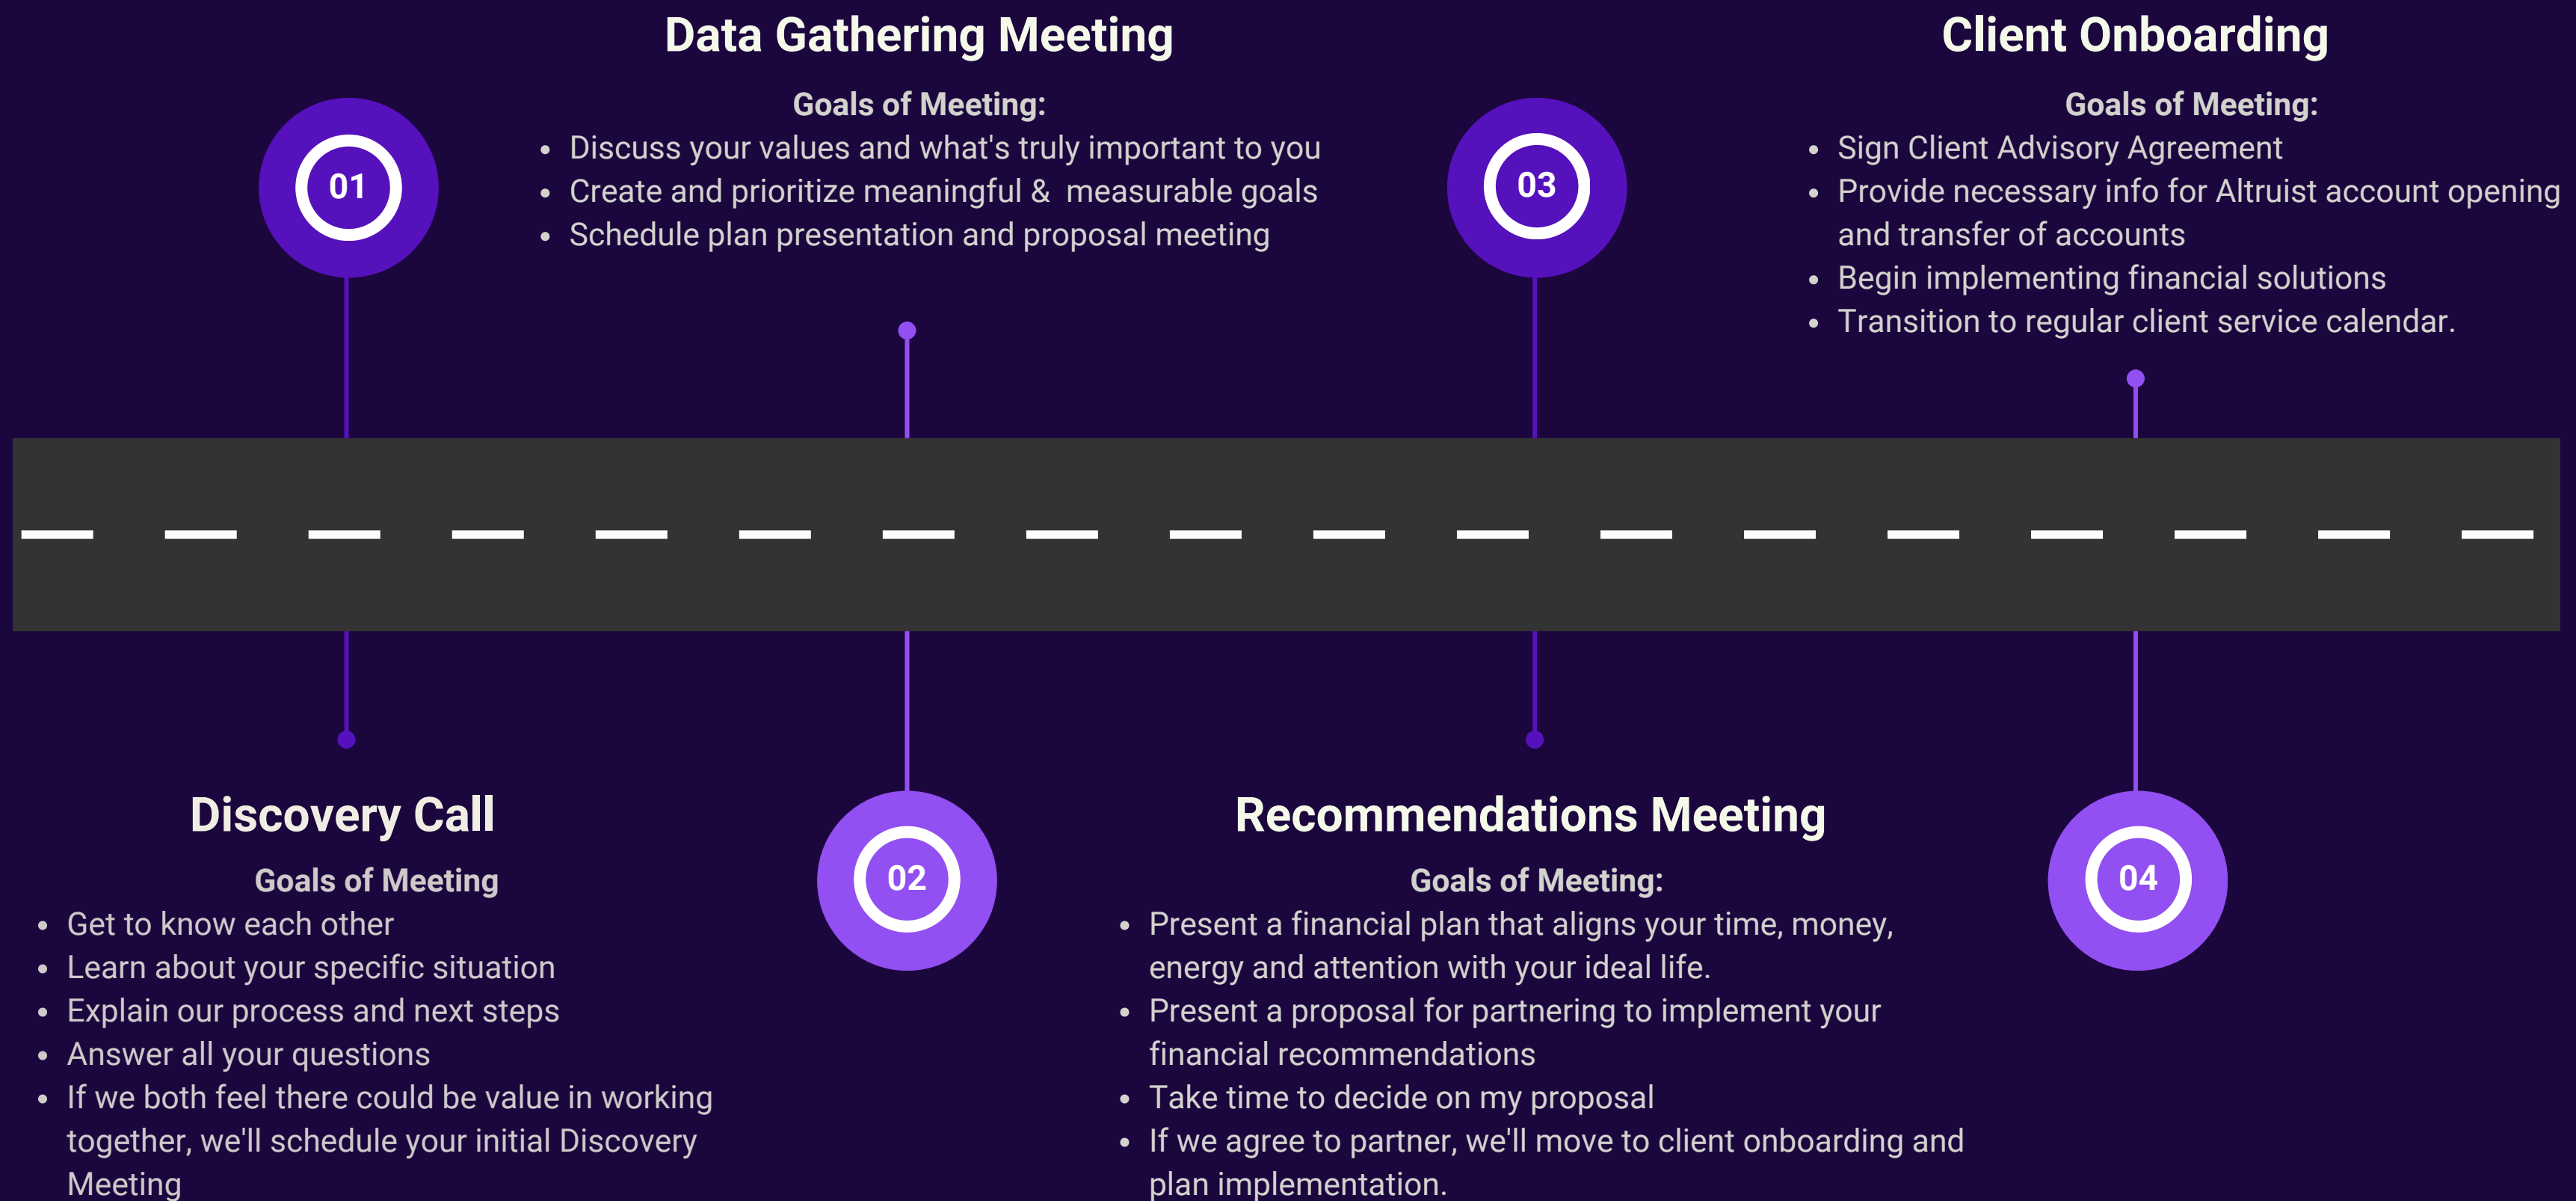 01
Discovery Call
Goals of Meeting
• Get to know each other
• Learn about your specific situation
• Explain our process and next steps
• Answer all your questions
• If we both feel there could be value in working
together, we'll schedule your initial Discovery
Meeting
Data Gathering Meeting
Goals of Meeting:
• Discuss your values and what's truly important to you
• Create and prioritize meaningful &  measurable goals
• Schedule plan presentation and proposal meeting
02
03
Recommendations Meeting
Goals of Meeting:
• Present a financial plan that aligns your time, money,
energy and attention with your ideal life.
• Present a proposal for partnering to implement your
financial recommendations
• Take time to decide on my proposal
• If we agree to partner, we'll move to client onboarding and
plan implementation.
Client Onboarding
Goals of Meeting:
• Sign Client Advisory Agreement
• Provide necessary info for Altruist account opening
and transfer of accounts
• Begin implementing financial solutions
• Transition to regular client service calendar.
04